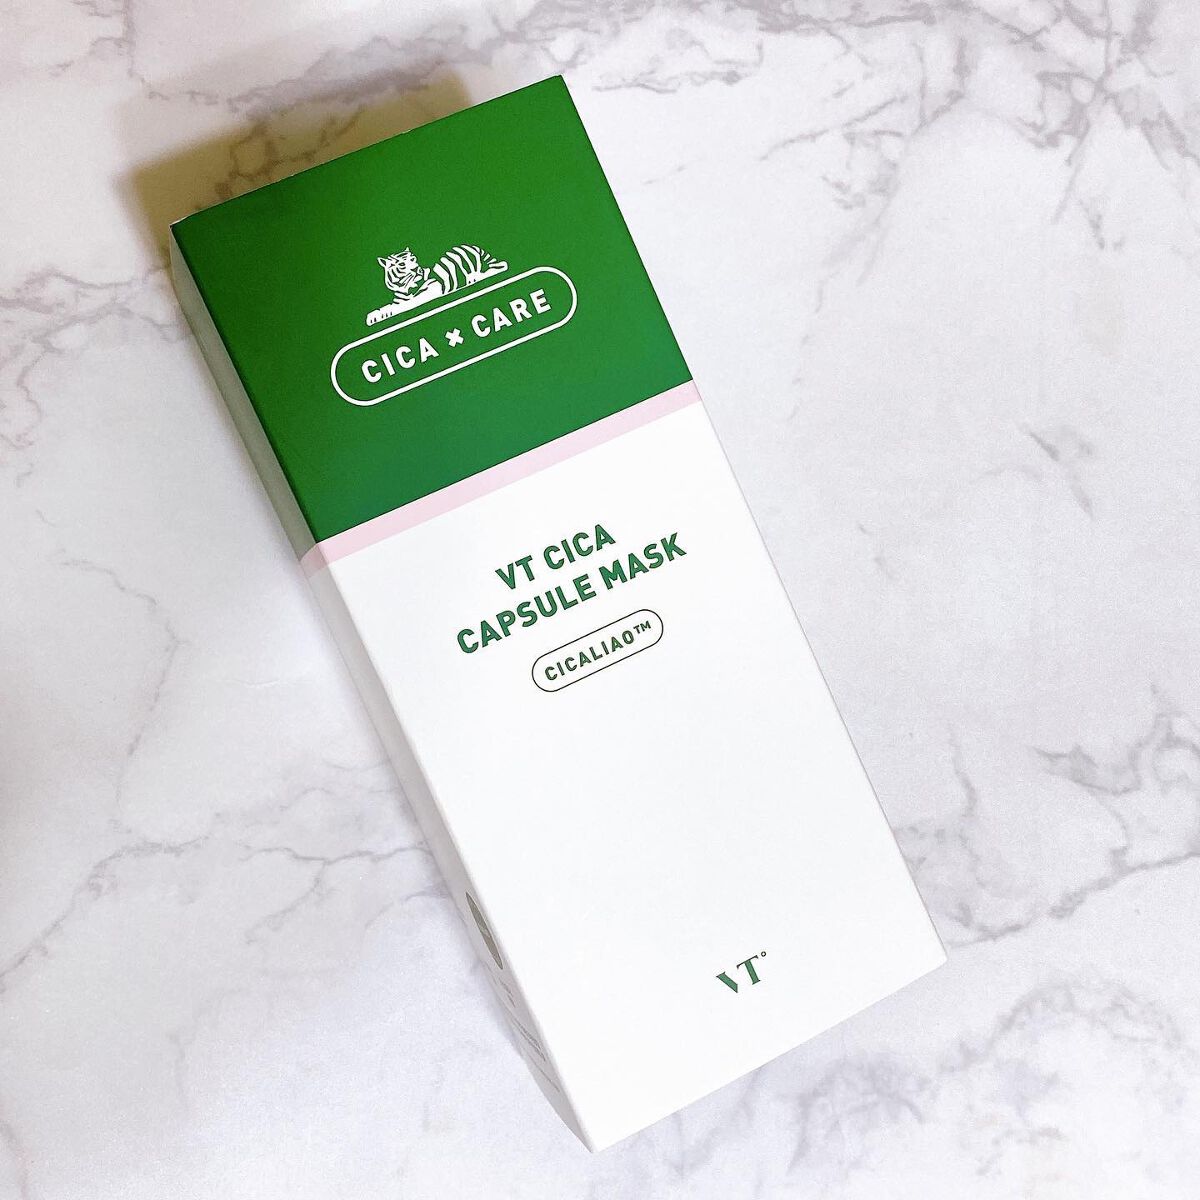 CICA × CARE
VT CICA
CAPSULE MASK
CICALIAO™
VT°